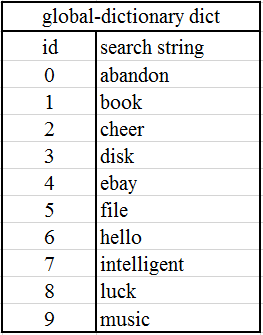 global-dictionary dict
id search string
0 abandon
1 book
2 cheer
3 disk
4 ebay
5 file
6 hello
7 intelligent
8 luck
9 music